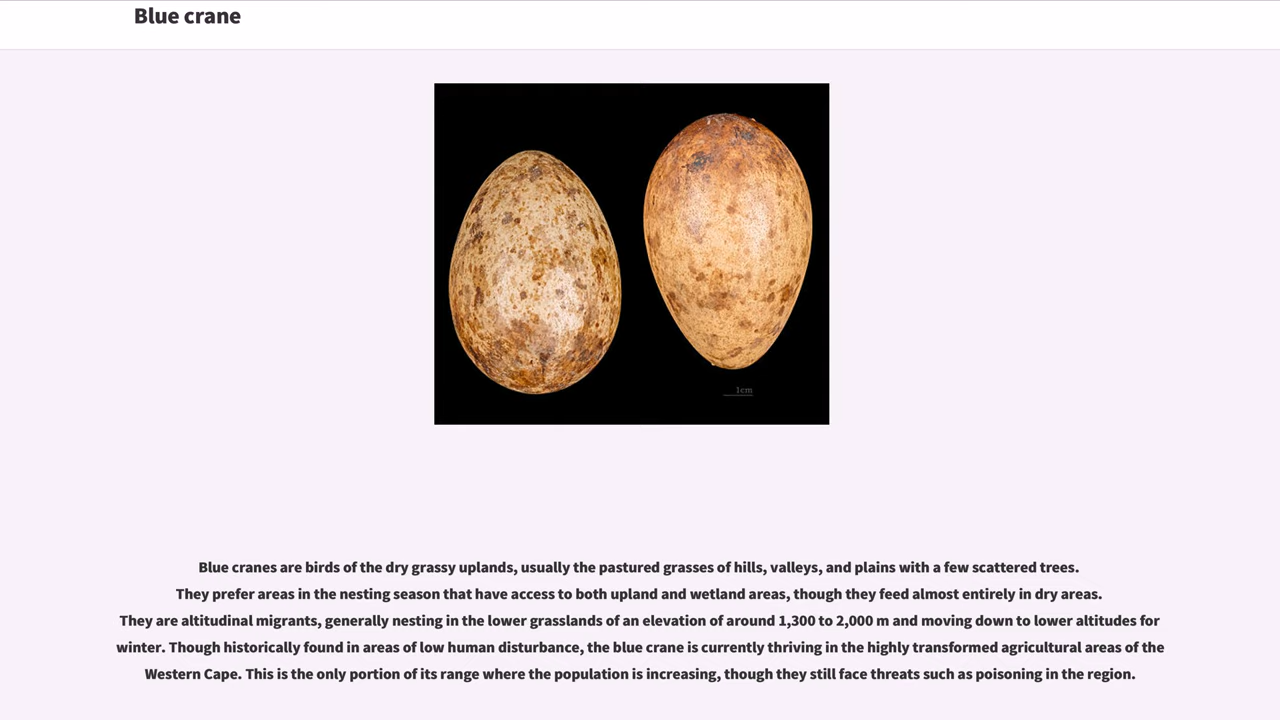 Blue crane
1cm
Blue cranes are birds of the dry grassy uplands, usually the pastured grasses of hills, valleys, and plains with a few scattered trees.
They prefer areas in the nesting season that have access to both upland and wetland areas, though they feed almost entirely in dry areas.
They are altitudinal migrants, generally nesting in the lower grasslands of an elevation of around 1,300 to 2,000 m and moving down to lower altitudes for
winter. Though historically found in areas of low human disturbance, the blue crane is currently thriving in the highly transformed agricultural areas of the
Western Cape. This is the only portion of its range where the population is increasing, though they still face threats such as poisoning in the region.